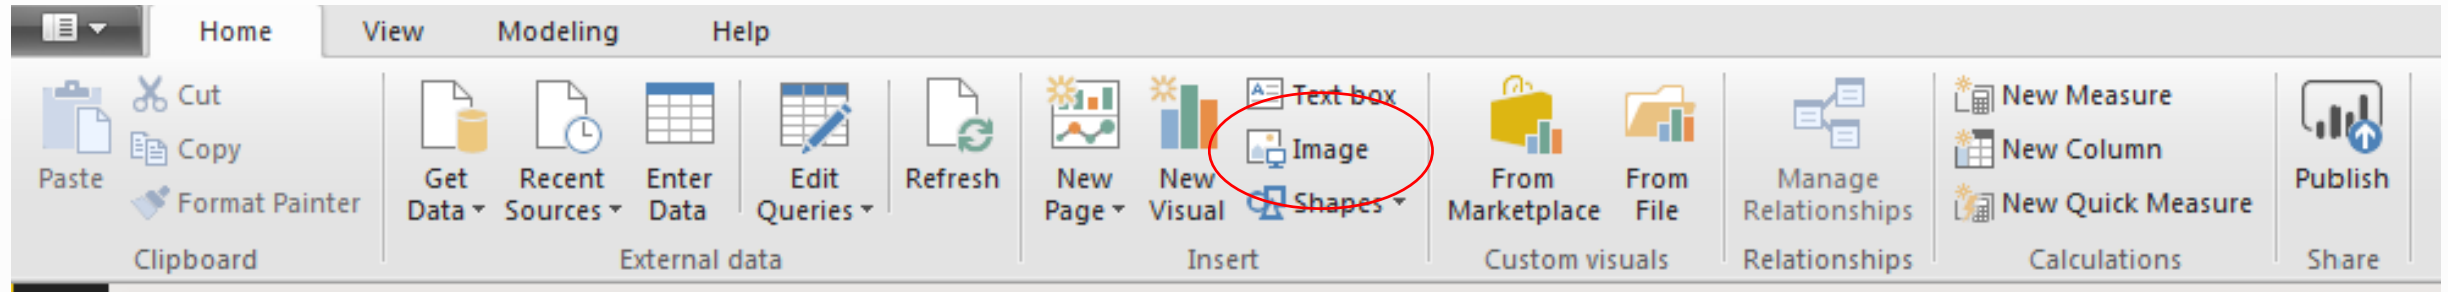 Home View Modeling Help
Paste
Cut
Copy
Format Painter
Clipboard
Get
Data
Recent
Sources
Enter
Data
Edit
Queries
Refresh
External data
New
Page
New
Visual
Text box
Image
Shapes
Insert
From
Marketplace
From
File
Custom visuals
Manage
Relationships
Relationships
New Measure
New Column
New Quick Measure
Calculations
Publish
Share